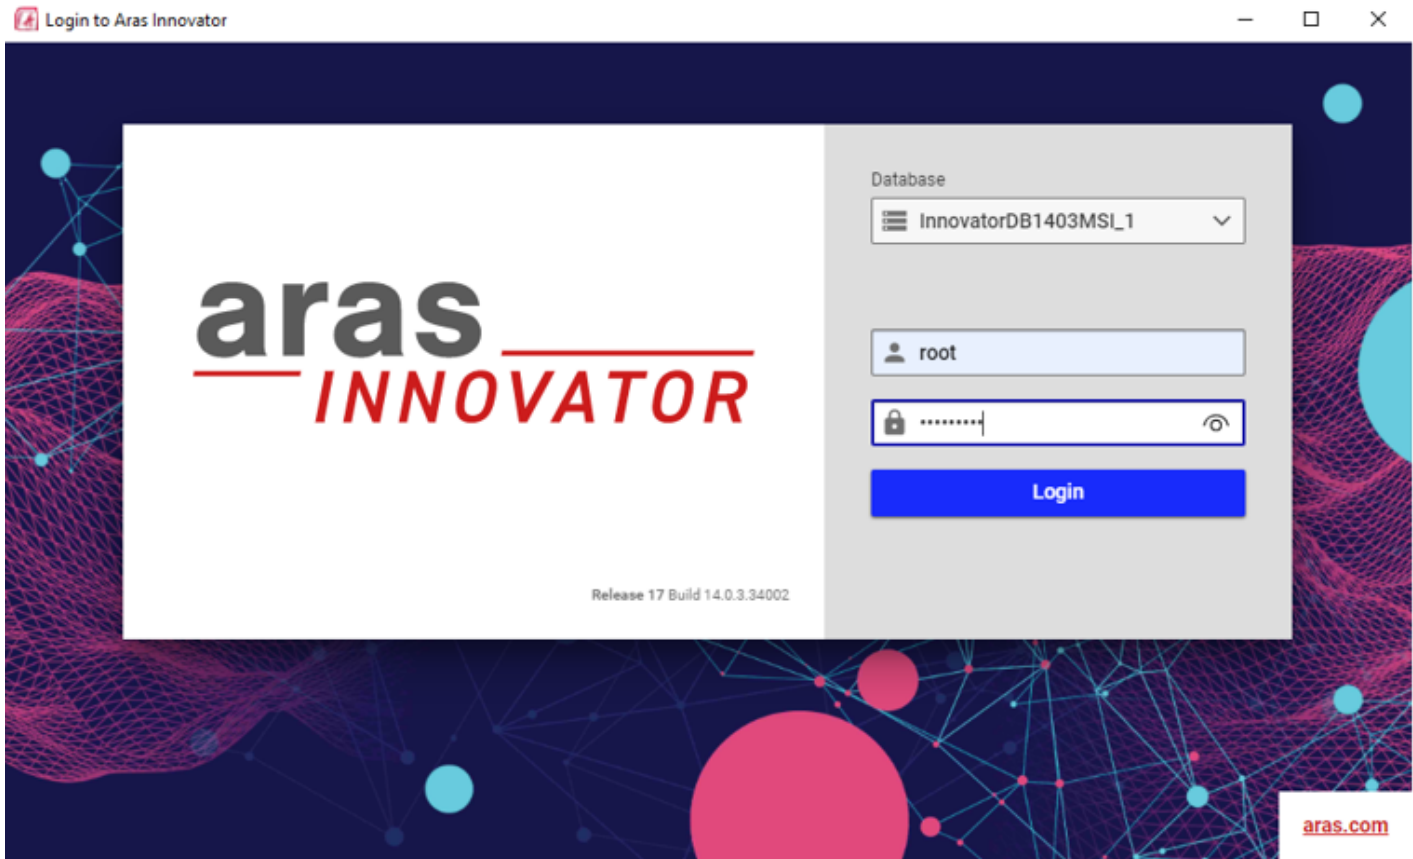 Login to Aras Innovator
Database
InnovatorDB1403MSI_1
aras
INNOVATOR
root
•••••••••
Login
Release 17 Build 14.0.3.34002
aras.com